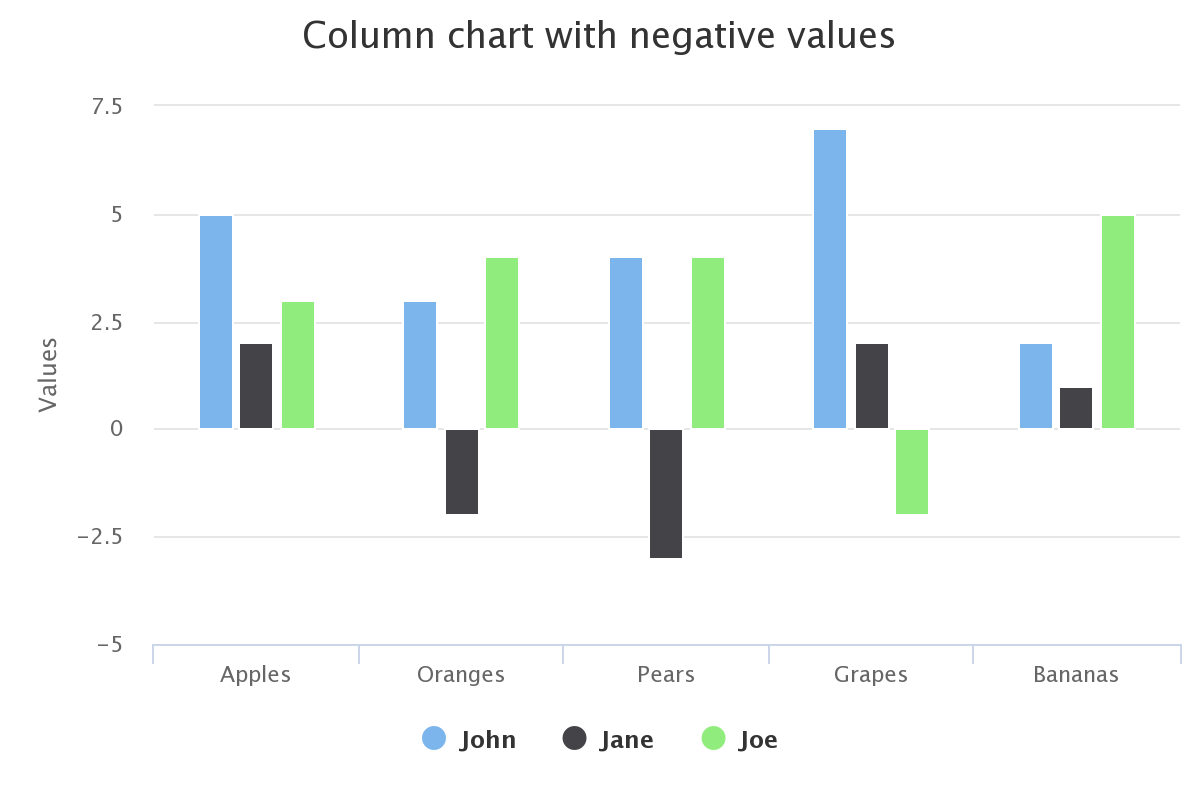 Column chart with negative values
7.5
5
2.5
0
−2.5
−5
Values
Apples Oranges Pears Grapes Bananas
John Jane Joe